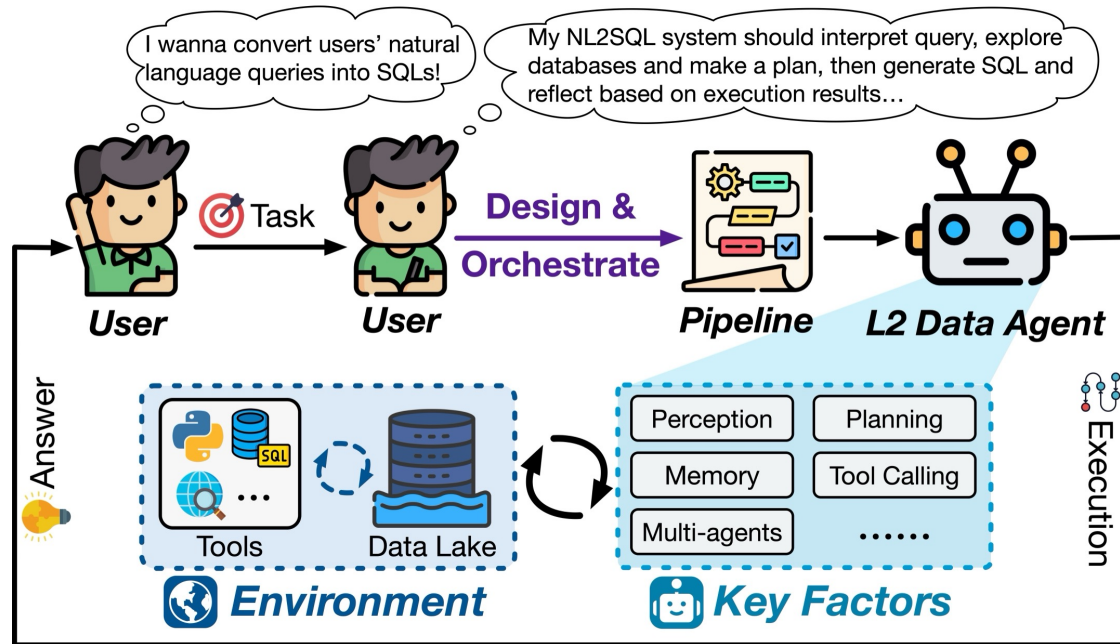 I wanna convert users' natural
language queries into SQLs!
My NL2SQL system should interpret query, explore
databases and make a plan, then generate SQL and
reflect based on execution results...
Task
Design &
Orchestrate
User
User
Pipeline
L2 Data Agent
Answer
SQL
...
Tools
Data Lake
Environment
Perception
Planning
Memory
Tool Calling
Multi-agents
......
Key Factors
Execution